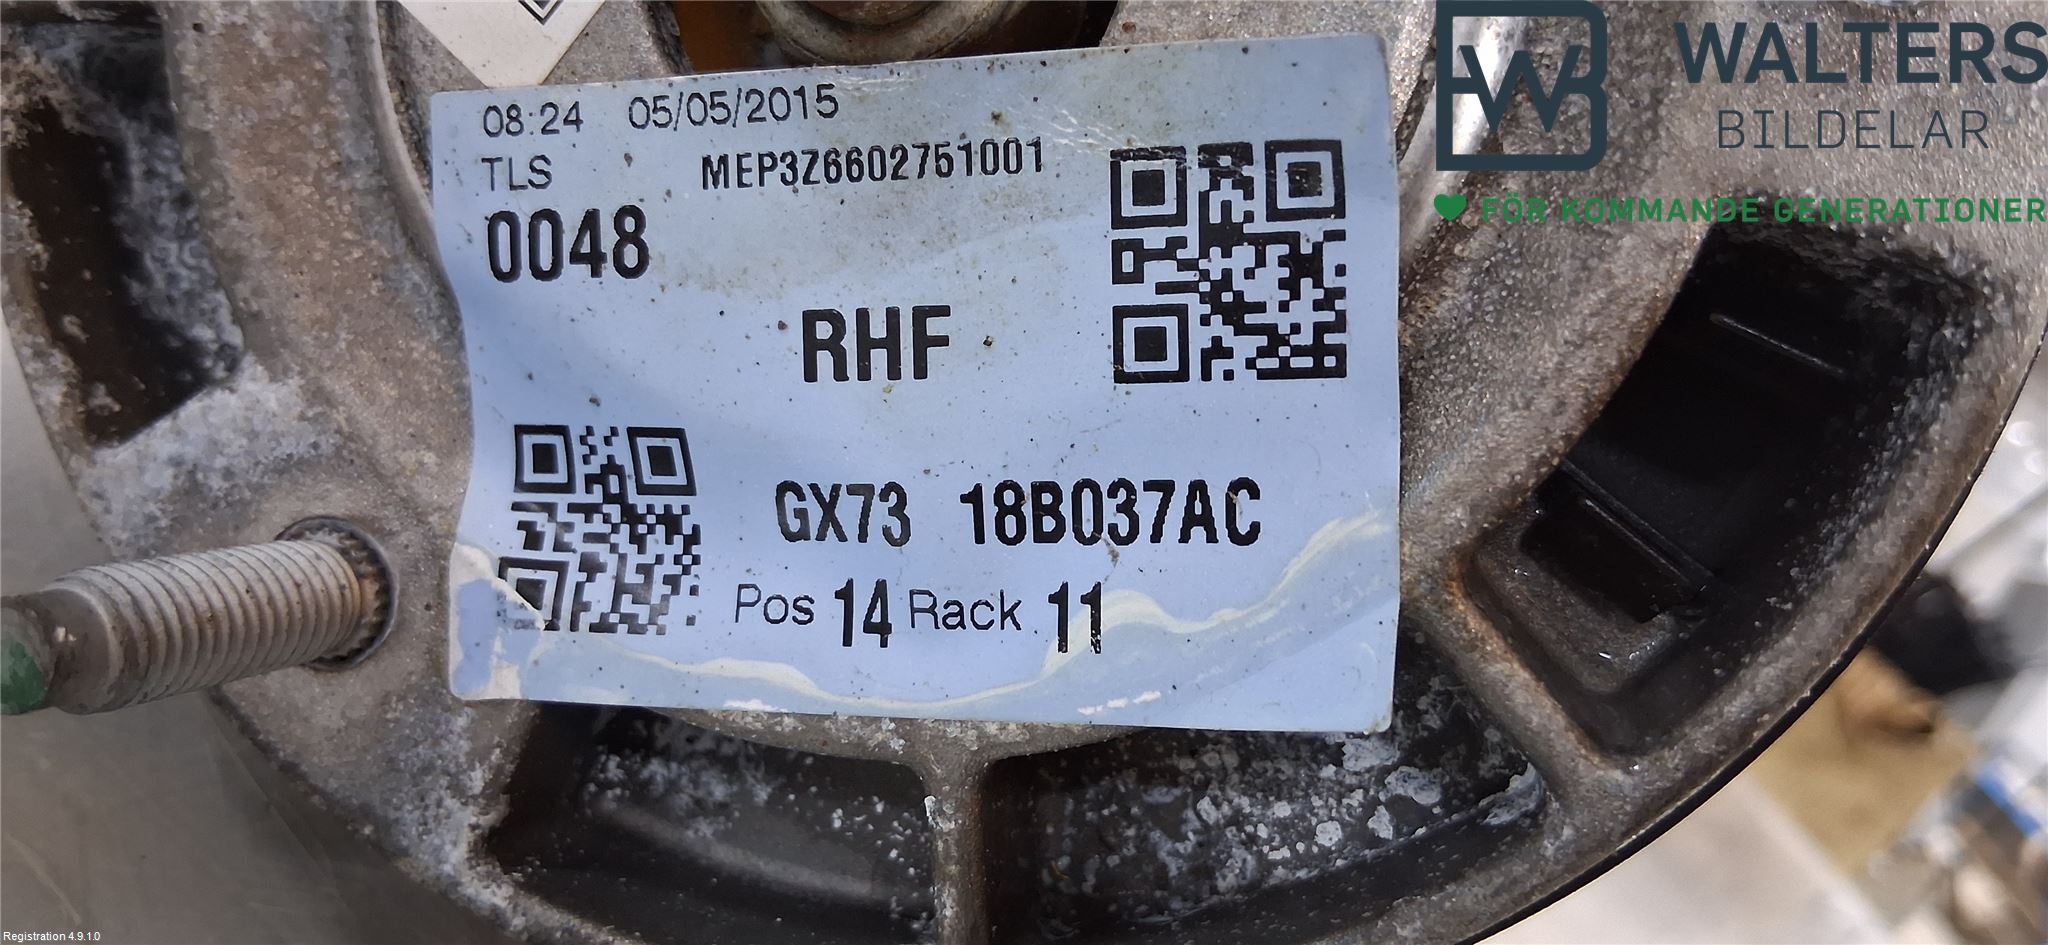 08:24 05/05/2015
TLS MEP3Z6602751001
0048
RHF
GX73 18B037AC
Pos 14 Rack 11
WALTERS
BILDELAR
FÖR KOMMANDE GENERATIONER
Registration 4.9.1.0